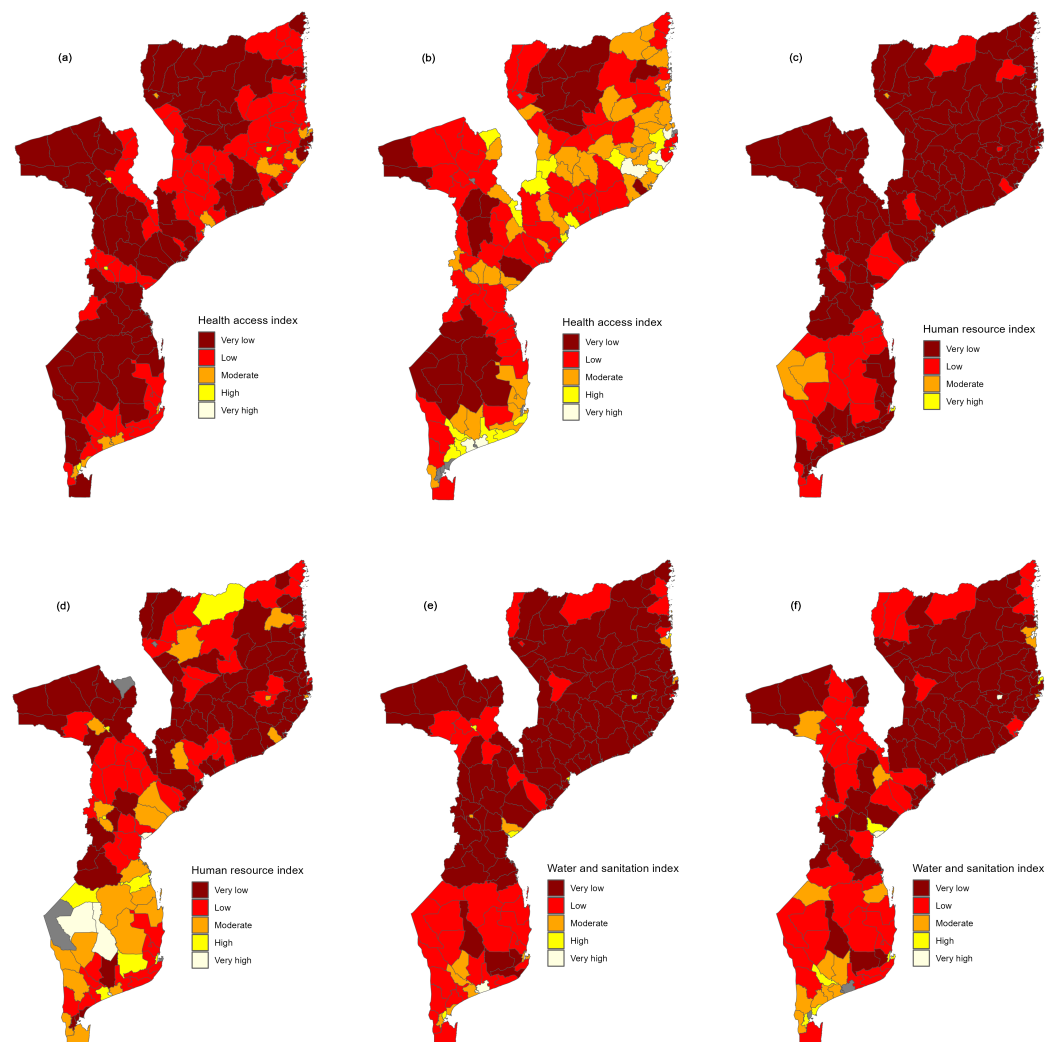 (a)
Health access index
Very low
Low
Moderate
High
Very high
(b)
Health access index
Very low
Low
Moderate
High
Very high
(c)
Human resource index
Very low
Low
Moderate
Very high
(d)
Human resource index
Very low
Low
Moderate
High
Very high
(e)
Water and sanitation index
Very low
Low
Moderate
High
Very high
(f)
Water and sanitation index
Very low
Low
Moderate
High
Very high